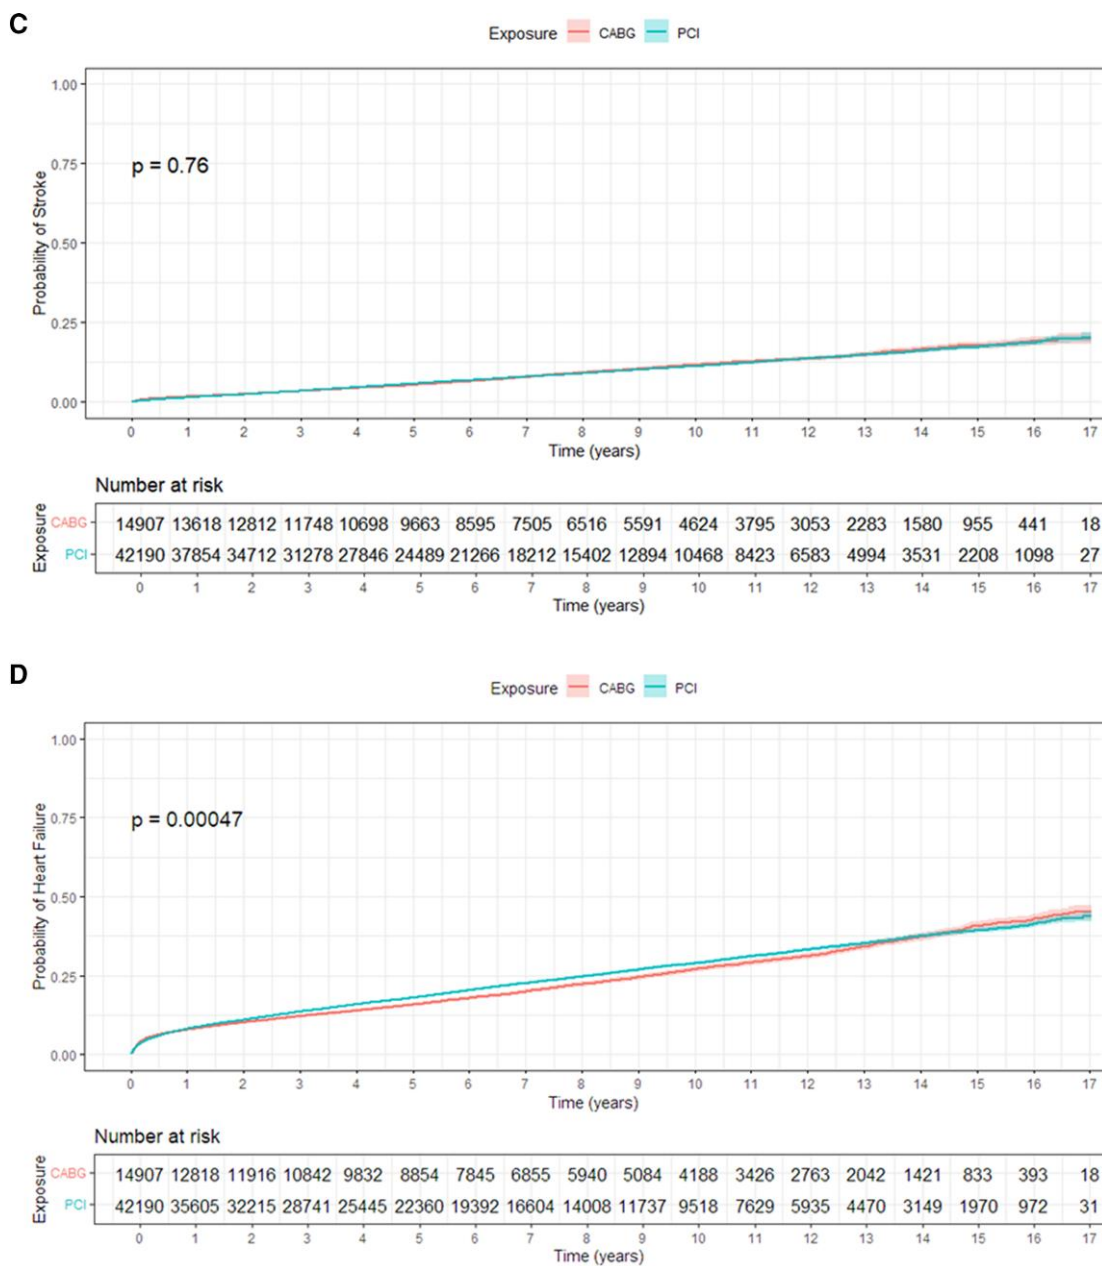 C
Exposure CABG PCI
1.00
p = 0.76
0.75
Probability of Stroke
0.50
0.25
0.00
0 1 2 3 4 5 6 7 8 9 10 11 12 13 14 15 16 17
Time (years)
Number at risk
Exposure
CABG 14907 13618 12812 11748 10698 9663 8595 7505 6516 5591 4624 3795 3053 2283 1580 955 441 18
PCI 42190 37854 34712 31278 27846 24489 21266 18212 15402 12894 10468 8423 6583 4994 3531 2208 1098 27
0 1 2 3 4 5 6 7 8 9 10 11 12 13 14 15 16 17
Time (years)
D
Exposure CABG PCI
1.00
p = 0.00047
0.75
Probability of Heart Failure
0.50
0.25
0.00
0 1 2 3 4 5 6 7 8 9 10 11 12 13 14 15 16 17
Time (years)
Number at risk
Exposure
CABG 14907 12818 11916 10842 9832 8854 7845 6855 5940 5084 4188 3426 2763 2042 1421 833 393 18
PCI 42190 35605 32215 28741 25445 22360 19392 16604 14008 11737 9518 7629 5935 4470 3149 1970 972 31
0 1 2 3 4 5 6 7 8 9 10 11 12 13 14 15 16 17
Time (years)